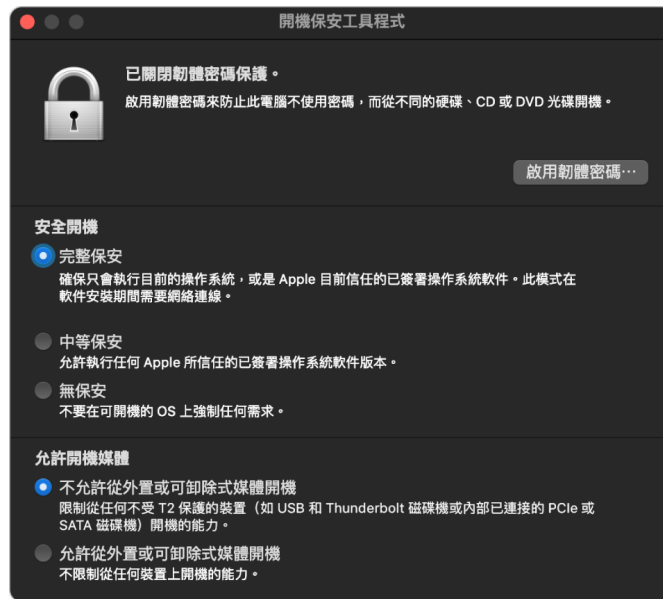 開機保安工具程式
已關閉韌體密碼保護。
啟用韌體密碼來防止此電腦不使用密碼，而從不同的硬碟、CD 或 DVD 光碟開機。
啟用韌體密碼⋯
安全開機
完整保安
確保只會執行目前的操作系統，或是 Apple 目前信任的已簽署操作系統軟件。此模式在
軟件安裝期間需要網絡連線。
中等保安
允許執行任何 Apple 所信任的已簽署操作系統軟件版本。
無保安
不要在可開機的 OS 上強制任何需求。
允許開機媒體
不允許從外置或可卸除式媒體開機
限制從任何不受 T2 保護的裝置（如 USB 和 Thunderbolt 磁碟機或內部已連接的 PCIe 或
SATA 磁碟機）開機的能力。
允許從外置或可卸除式媒體開機
不限制從任何裝置上開機的能力。